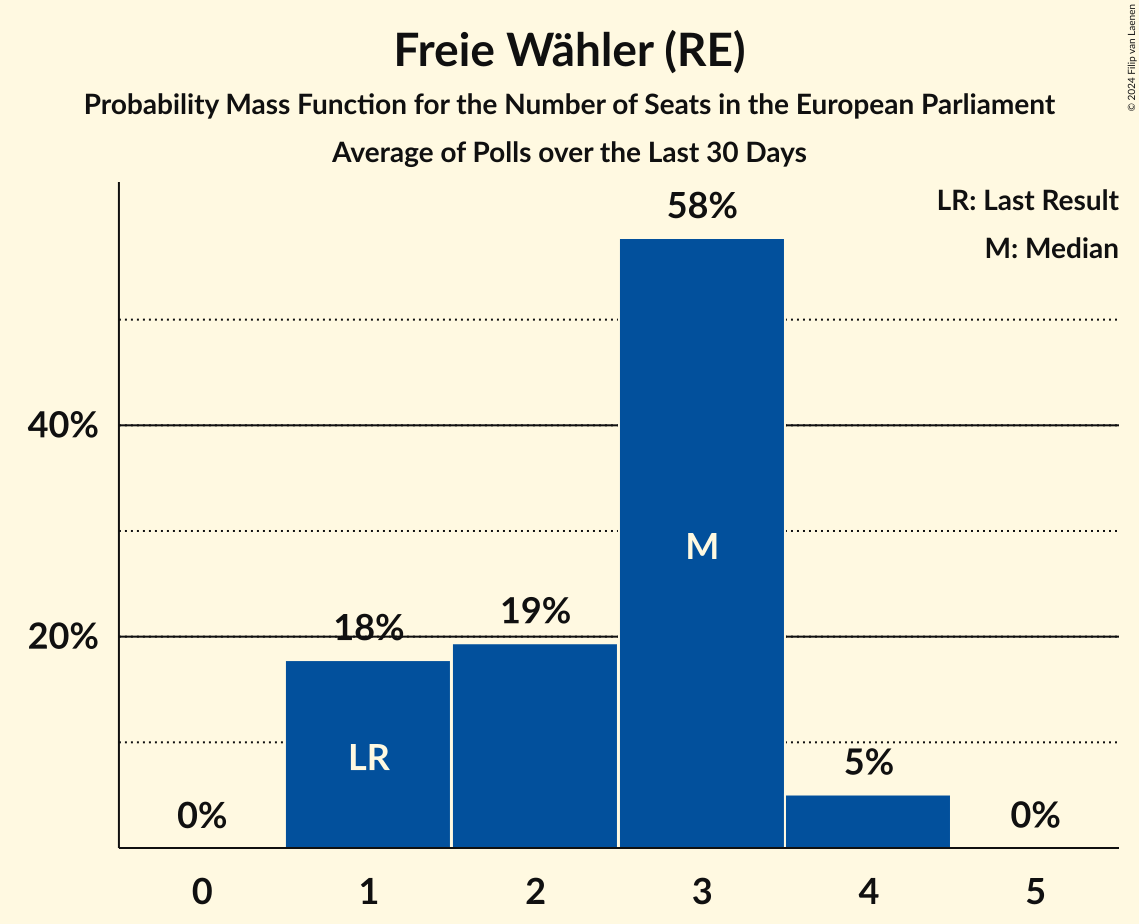 Freie Wähler (RE)
Probability Mass Function for the Number of Seats in the European Parliament
Average of Polls over the Last 30 Days
© 2024 Filip van Laenen
LR: Last Result
M: Median
58%
40%
M
20%
18%
19%
LR
5%
0%
0%
0 1 2 3 4 5